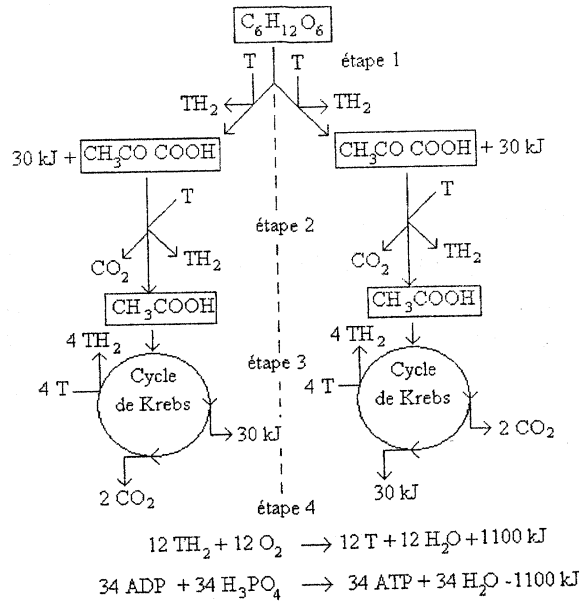 C₆H₁₂O₆
T T étape 1
TH₂ TH₂
30 kJ + CH₃CO COOH CH₃CO COOH + 30 kJ
T T
étape 2
CO₂ TH₂ CO₂ TH₂
CH₃COOH CH₃COOH
4 TH₂ 4 TH₂
étape 3
4 T Cycle de Krebs 4 T Cycle de Krebs
30 kJ 2 CO₂
2 CO₂ 30 kJ
étape 4
12 TH₂ + 12 O₂ → 12 T + 12 H₂O + 1100 kJ
34 ADP + 34 H₃PO₄ → 34 ATP + 34 H₂O - 1100 kJ